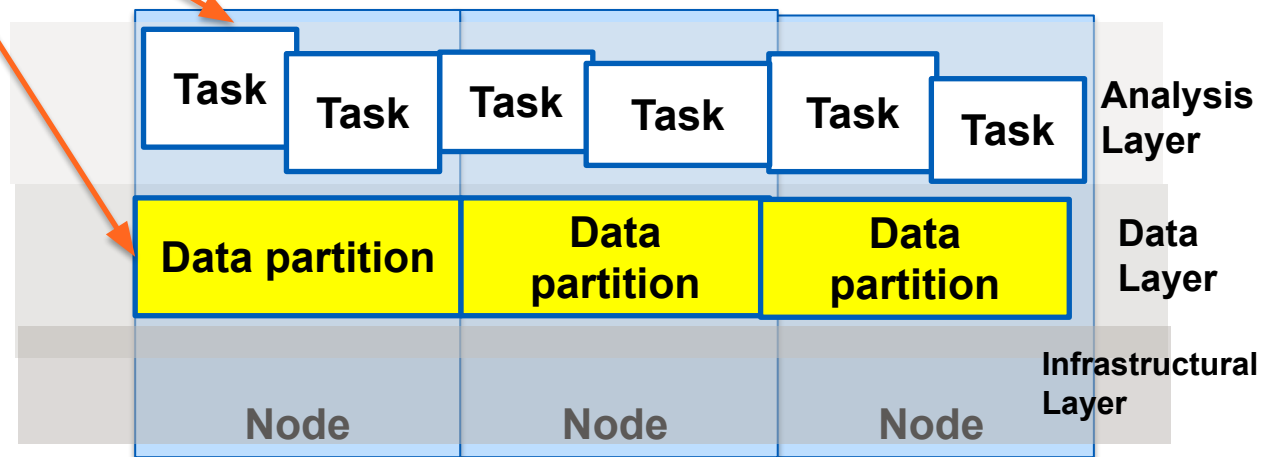 Task
Task
Task
Task
Task
Task
Analysis
Layer
Data partition
Data
partition
Data
partition
Data
Layer
Infrastructural
Layer
Node
Node
Node